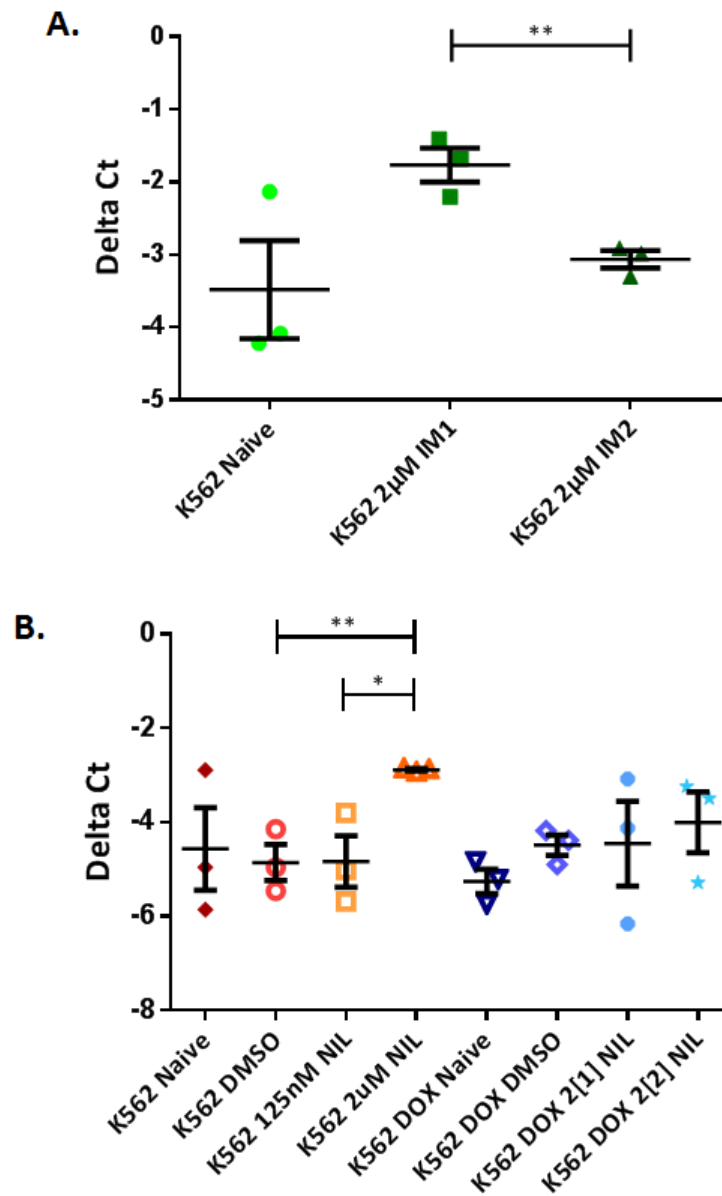 A.
0
**
-1
-2
-3
-4
-5
Delta Ct
K562 Naive
K562 2µM IM1
K562 2µM IM2
B.
0
**
*
-2
-4
-6
-8
Delta Ct
K562 Naive
K562 DMSO
K562 125nM NIL
K562 2uM NIL
K562 DOX Naive
K562 DOX DMSO
K562 DOX 2[1] NIL
K562 DOX 2[2] NIL